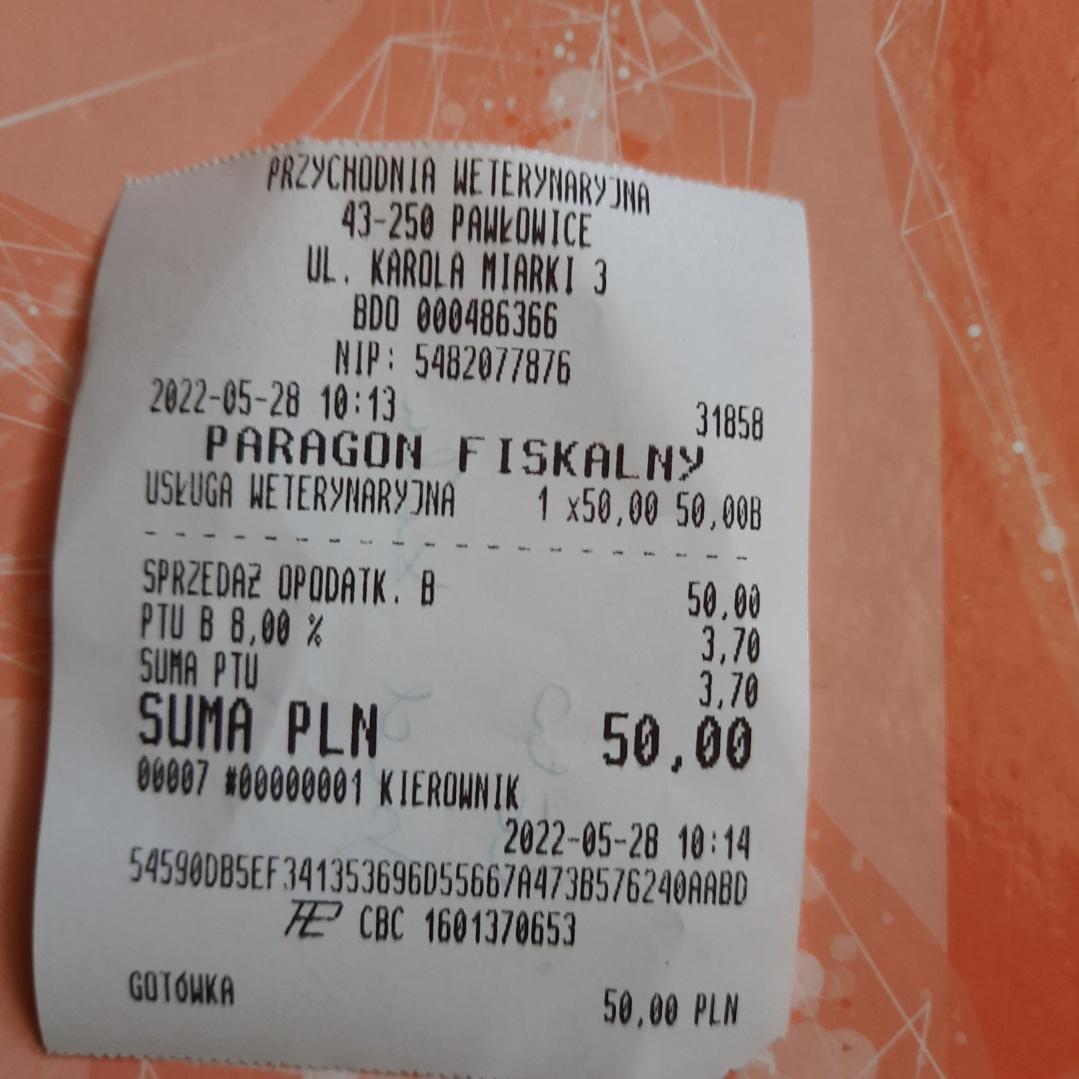 PRZYCHODNIA WETERYNARYJNA
43-250 PAWŁOWICE
UL. KAROLA MIARKI 3
BDO 000486366
NIP: 5482077876
2022-05-28 10:13 31858
PARAGON FISKALNY
USŁUGA WETERYNARYJNA 1 x50,00 50,00B
SPRZEDAŻ OPODATK. B 50,00
PTU B 8,00 % 3,70
SUMA PTU 3,70
SUMA PLN 50,00
00007 #00000001 KIEROWNIK
2022-05-28 10:14
54590DB5EF341353696D55667A473B576240AABD
CBC 1601370653
GOTÓWKA 50,00 PLN